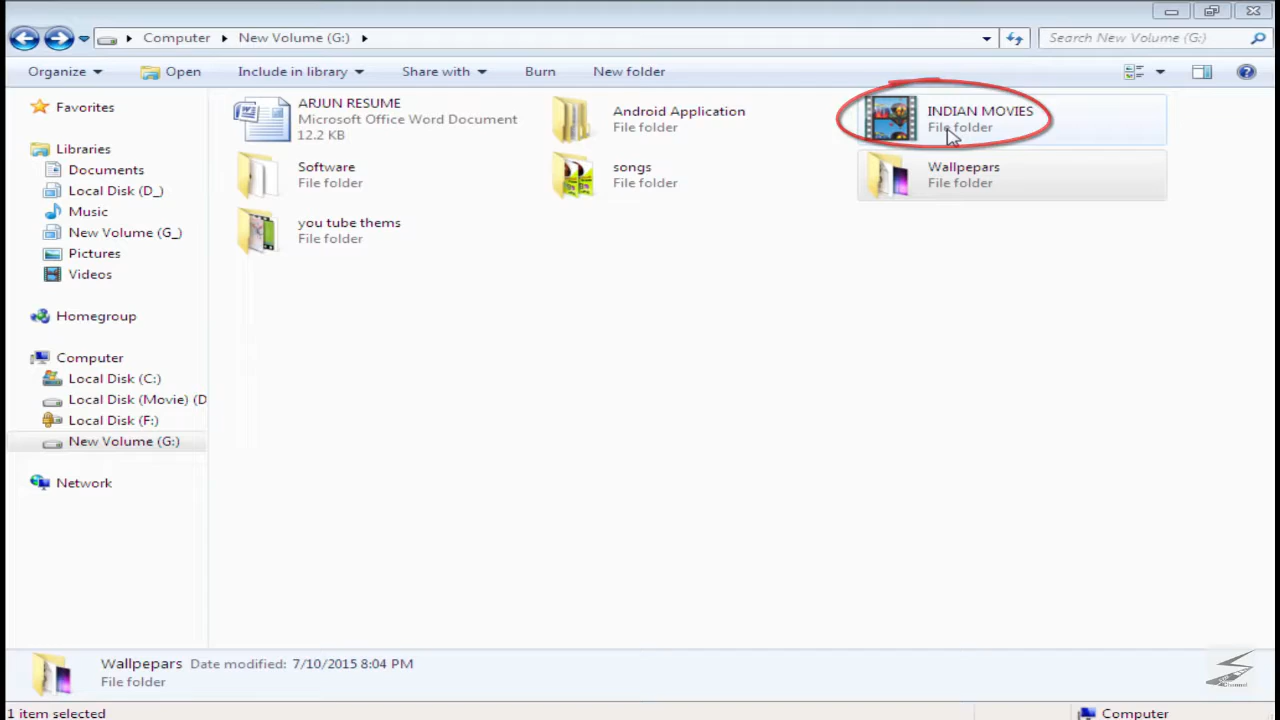 Computer
New Volume (G:)
Search New Volume (G:)
Organize
Open
Include in library
Share with
Burn
New folder
Favorites
Libraries
Documents
Local Disk (D_)
Music
New Volume (G_)
Pictures
Videos
Homegroup
Computer
Local Disk (C:)
Local Disk (Movie) (D
Local Disk (F:)
New Volume (G:)
Network
ARJUN RESUME
Microsoft Office Word Document
12.2 KB
Android Application
File folder
INDIAN MOVIES
File folder
Software
File folder
songs
File folder
Wallpepars
File folder
you tube thems
File folder
Wallpepars Date modified: 7/10/2015 8:04 PM
File folder
1 item selected
Computer